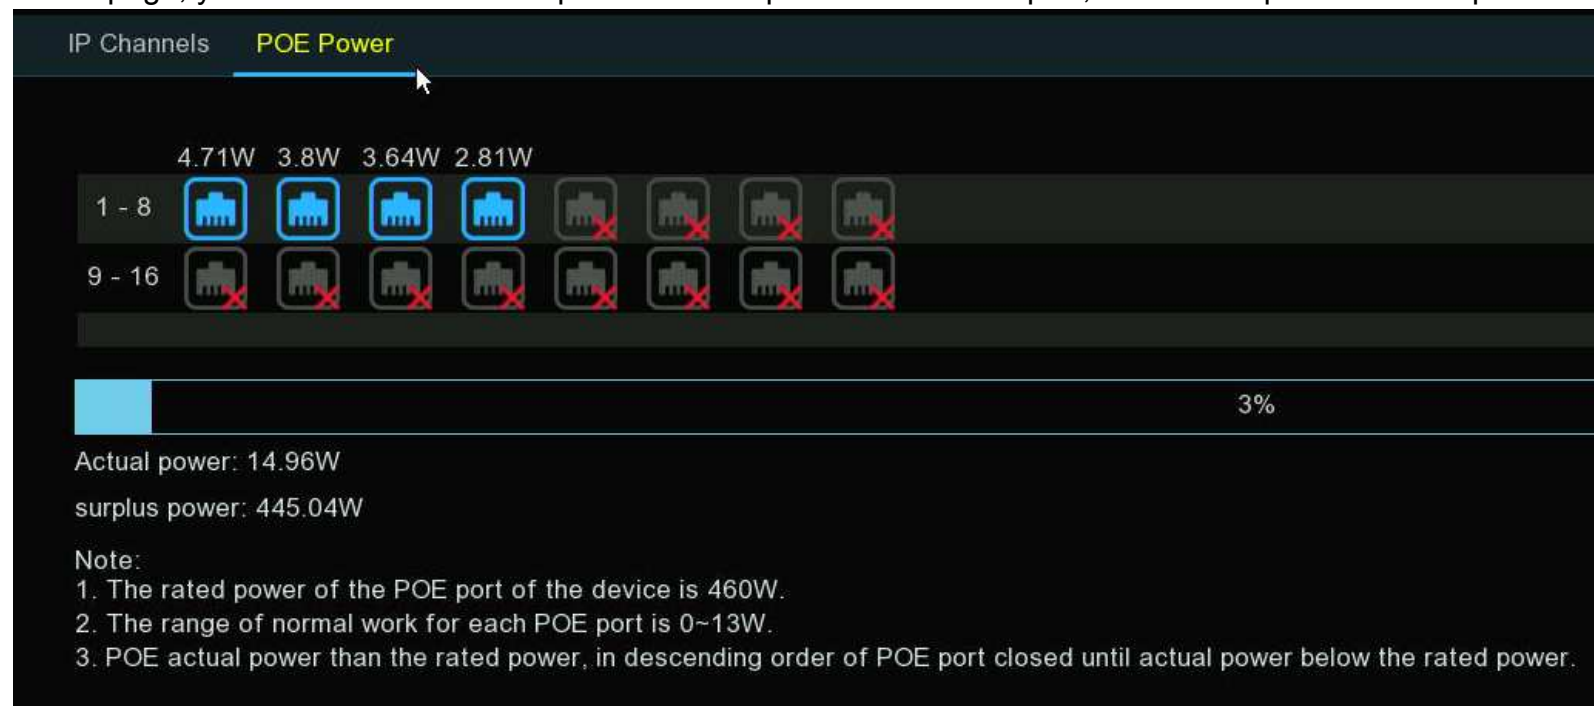 IP Channels POE Power
4.71W 3.8W 3.64W 2.81W
1 - 8
9 - 16
3%
Actual power: 14.96W
surplus power: 445.04W
Note:
1. The rated power of the POE port of the device is 460W.
2. The range of normal work for each POE port is 0~13W.
3. POE actual power than the rated power, in descending order of POE port closed until actual power below the rated power.